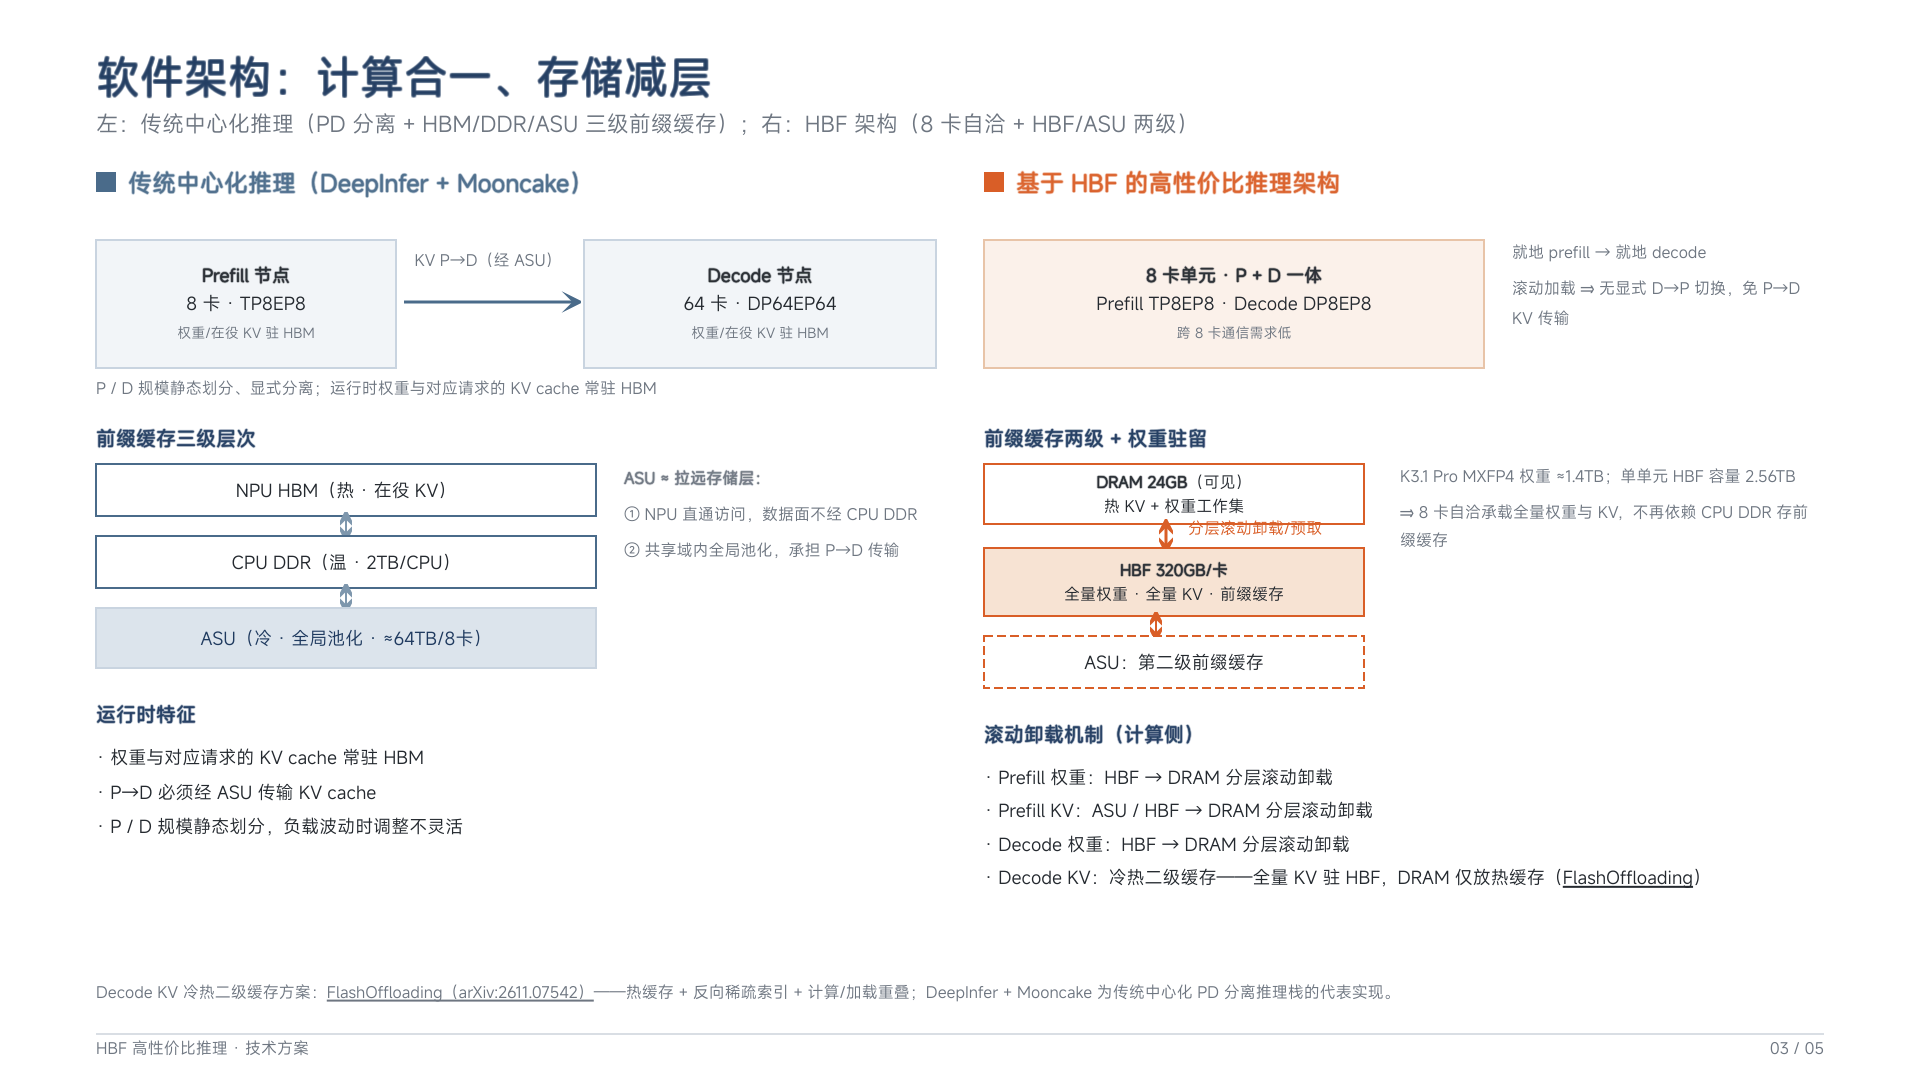 软件架构：计算合一、存储减层
左：传统中心化推理（PD 分离 + HBM/DDR/ASU 三级前缀缓存）；右：HBF 架构（8 卡自洽 + HBF/ASU 两级）
传统中心化推理（DeepInfer + Mooncake）
Prefill 节点
8 卡 · TP8EP8
权重/在役 KV 驻 HBM
KV P→D（经 ASU）
Decode 节点
64 卡 · DP64EP64
权重/在役 KV 驻 HBM
P / D 规模静态划分、显式分离；运行时权重与对应请求的 KV cache 常驻 HBM
前缀缓存三级层次
NPU HBM（热 · 在役 KV）
CPU DDR（温 · 2TB/CPU）
ASU（冷 · 全局池化 · ≈64TB/8卡）
ASU ≈ 拉远存储层：
① NPU 直通访问，数据面不经 CPU DDR
② 共享域内全局池化，承担 P→D 传输
运行时特征
· 权重与对应请求的 KV cache 常驻 HBM
· P→D 必须经 ASU 传输 KV cache
· P / D 规模静态划分，负载波动时调整不灵活
基于 HBF 的高性价比推理架构
8 卡单元 · P + D 一体
Prefill TP8EP8 · Decode DP8EP8
跨 8 卡通信需求低
就地 prefill → 就地 decode
滚动加载 ⇒ 无显式 D→P 切换，免 P→D
KV 传输
前缀缓存两级 + 权重驻留
DRAM 24GB（可见）
热 KV + 权重工作集
分层滚动卸载/预取
HBF 320GB/卡
全量权重 · 全量 KV · 前缀缓存
ASU：第二级前缀缓存
K3.1 Pro MXFP4 权重 ≈1.4TB；单单元 HBF 容量 2.56TB
⇒ 8 卡自洽承载全量权重与 KV，不再依赖 CPU DDR 存前
缀缓存
滚动卸载机制（计算侧）
· Prefill 权重：HBF → DRAM 分层滚动卸载
· Prefill KV：ASU / HBF → DRAM 分层滚动卸载
· Decode 权重：HBF → DRAM 分层滚动卸载
· Decode KV：冷热二级缓存——全量 KV 驻 HBF，DRAM 仅放热缓存（FlashOffloading）
Decode KV 冷热二级缓存方案：FlashOffloading（arXiv:2611.07542）——热缓存 + 反向稀疏索引 + 计算/加载重叠；DeepInfer + Mooncake 为传统中心化 PD 分离推理栈的代表实现。
HBF 高性价比推理 · 技术方案
03 / 05